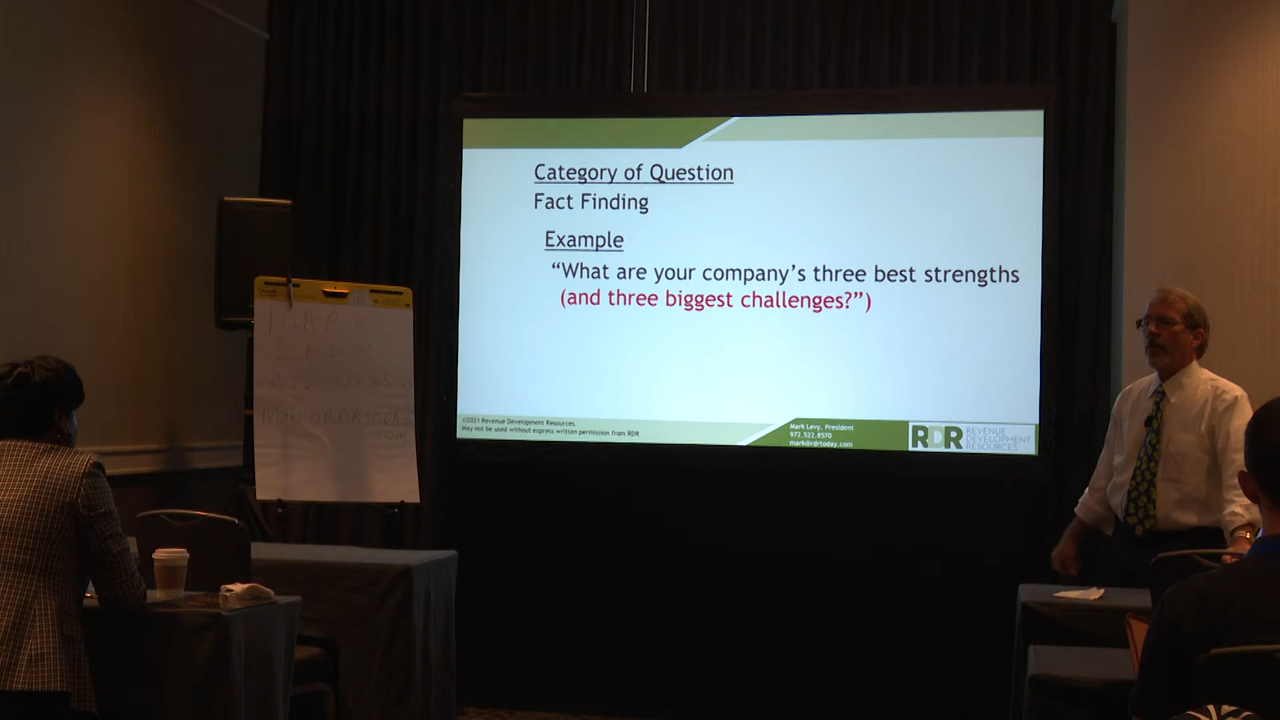 Category of Question
Fact Finding
Example
“What are your company’s three best strengths
(and three biggest challenges?”)
©2021 Revenue Development Resources.
May not be used without express written permission from RDR
Mark Levy, President
972.522.8570
mark@rdrtoday.com
RDR
REVENUE
DEVELOPMENT
RESOURCES
MARK
LEVY